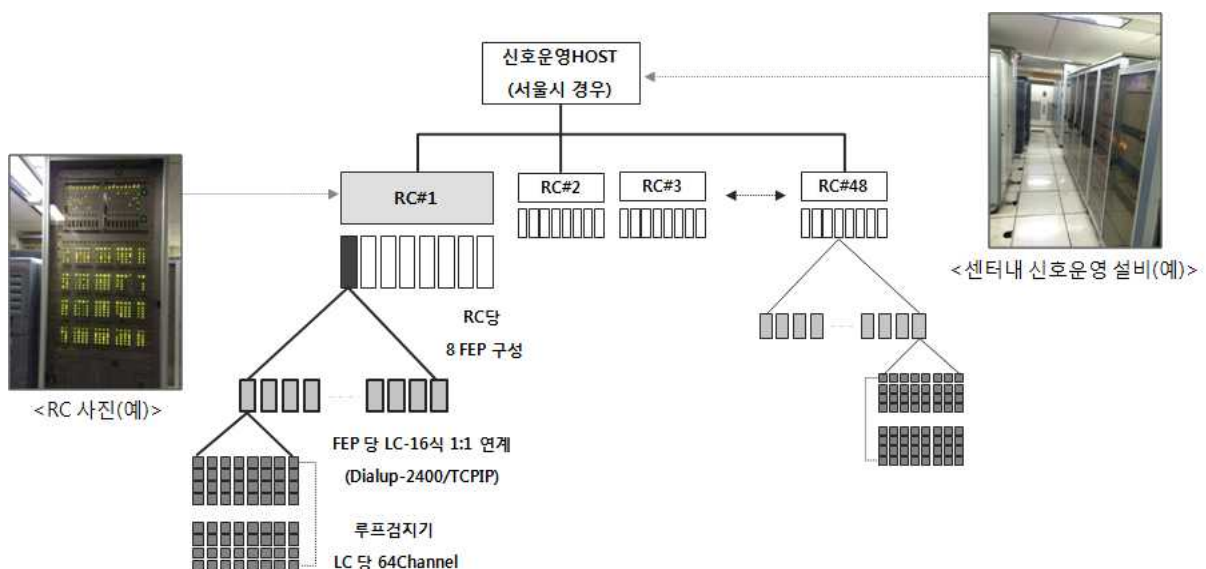 신호운영HOST
(서울시 경우)
RC#1
RC#2
RC#3
RC#48
<센터내 신호운영 설비(예)>
RC당
8 FEP 구성
<RC 사진(예)>
FEP 당 LC-16식 1:1 연계
(Dialup-2400/TCPIP)
루프검지기
LC 당 64Channel